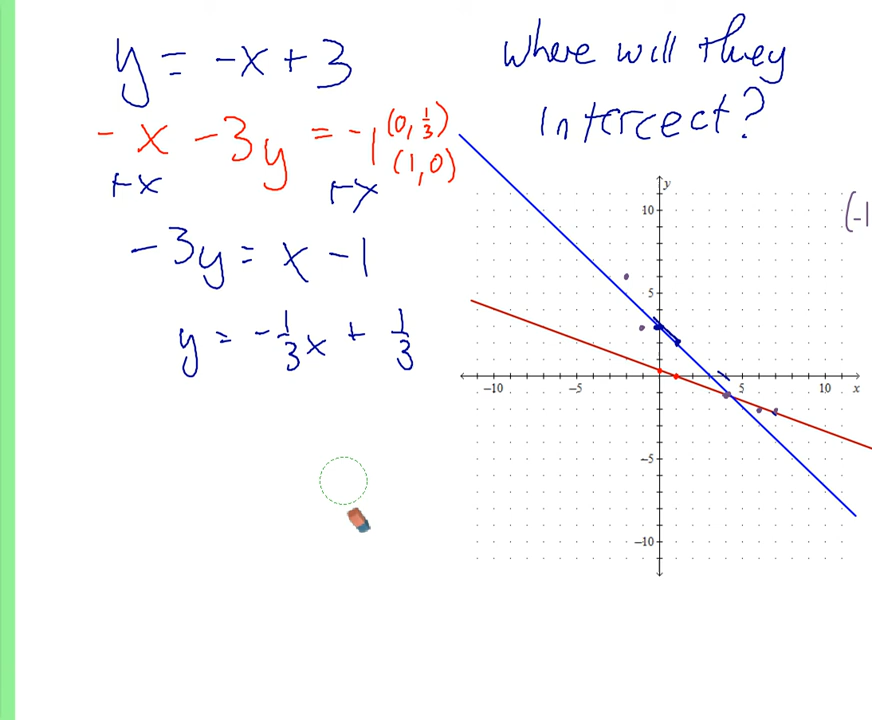 y = -x + 3
- x - 3y = -1 (0, 1/3)
(1, 0)
+x +x
-3y = x - 1
y = -1/3x + 1/3
Where will they
intercect?
(-1
y
10
5
-10
-5
5
10
x
-5
-10